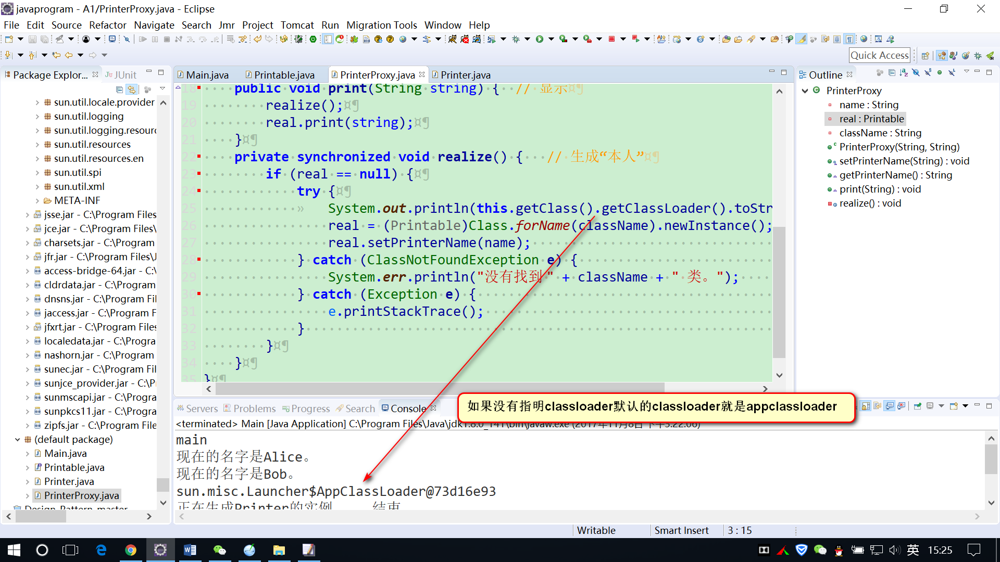 javaprogram - A1/PrinterProxy.java - Eclipse
File Edit Source Refactor Navigate Search Jmr Project Tomcat Run Migration Tools Window Help
Quick Access
Package Explor... JUnit
sun.util.locale.provider
sun.util.logging
sun.util.logging.resour
sun.util.resources
sun.util.resources.en
sun.util.spi
sun.util.xml
META-INF
jsse.jar - C:\Program Files
jce.jar - C:\Program Files\
charsets.jar - C:\Program
jfr.jar - C:\Program Files\J
access-bridge-64.jar - C:\
cldrdata.jar - C:\Program
dnsns.jar - C:\Program Fil
jaccess.jar - C:\Program F
jfxrt.jar - C:\Program Files
localedata.jar - C:\Progra
nashorn.jar - C:\Program
sunec.jar - C:\Program Fil
sunjce_provider.jar - C:\P
sunmscapi.jar - C:\Progra
sunpkcs11.jar - C:\Progra
zipfs.jar - C:\Program File
(default package)
Main.java
Printable.java
Printer.java
PrinterProxy.java
Design_Pattern_master
Main.java Printable.java PrinterProxy.java Printer.java
18 public void print(String string) { // 显示
19 realize();
20 real.print(string);
21 }
22 private synchronized void realize() { // 生成“本人”
23 if (real == null) {
24 try {
25 System.out.println(this.getClass().getClassLoader().toStr
26 real = (Printable)Class.forName(className).newInstance();
27 real.setPrinterName(name);
28 } catch (ClassNotFoundException e) {
29 System.err.println("没有找到 " + className + " 类。");
30 } catch (Exception e) {
31 e.printStackTrace();
32 }
33 }
34 }
35 }
Outline
PrinterProxy
name : String
real : Printable
className : String
PrinterProxy(String, String)
setPrinterName(String) : void
getPrinterName() : String
print(String) : void
realize() : void
如果没有指明classloader默认的classloader就是appclassloader
Servers Problems Progress Search Console
<terminated> Main [Java Application] C:\Program Files\Java\jdk1.8.0_141\bin\javaw.exe (2017年11月8日 下午3:22:06)
main
现在的名字是Alice。
现在的名字是Bob。
sun.misc.Launcher$AppClassLoader@73d16e93
正在生成Printer的实例 结束
Writable Smart Insert 3 : 15
英 15:25